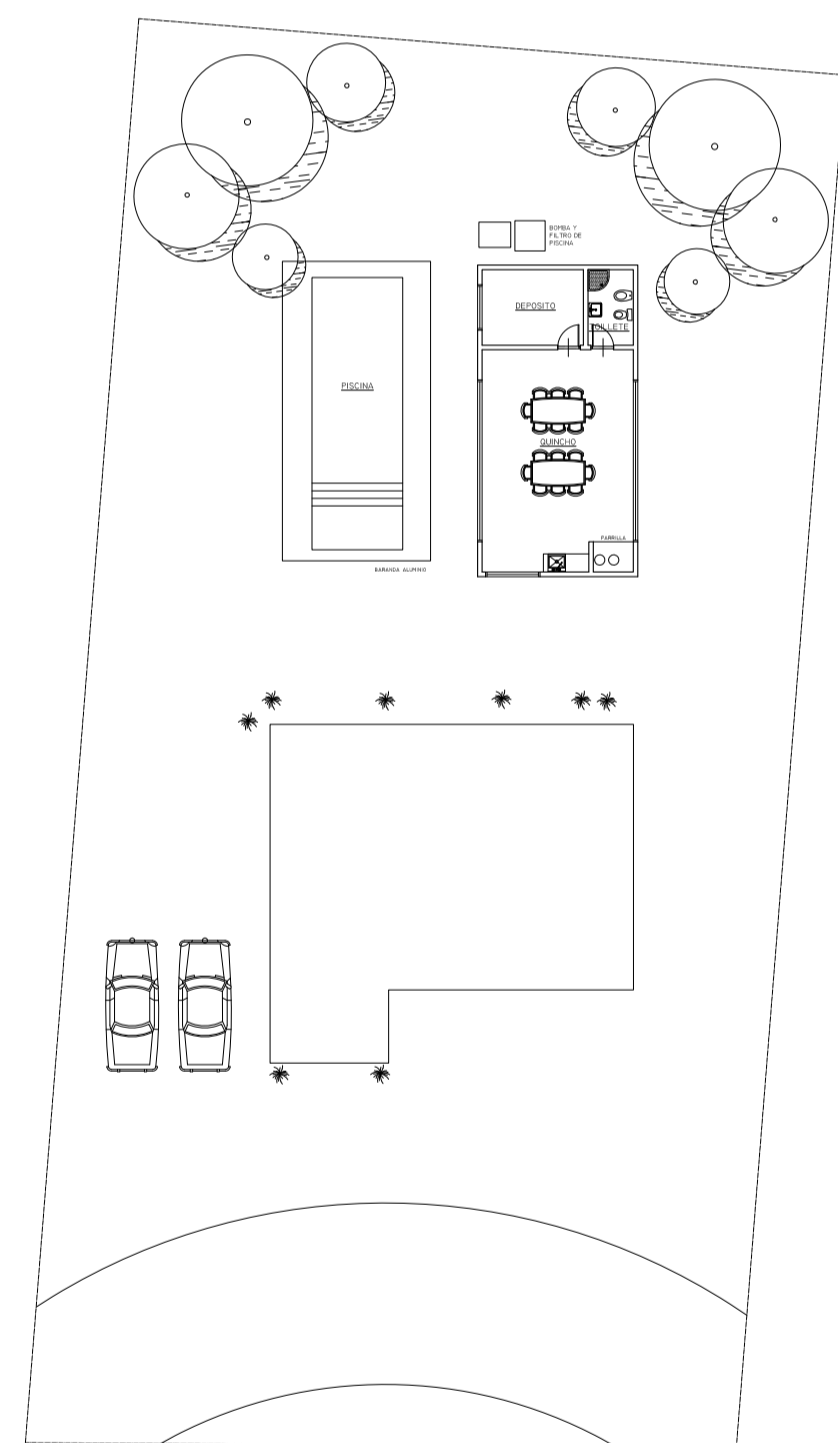 BOMBA Y
FILTRO DE
PISCINA
DEPOSITO
TOILLETE
PISCINA
QUINCHO
PARRILLA
BARANDA ALUMINIO